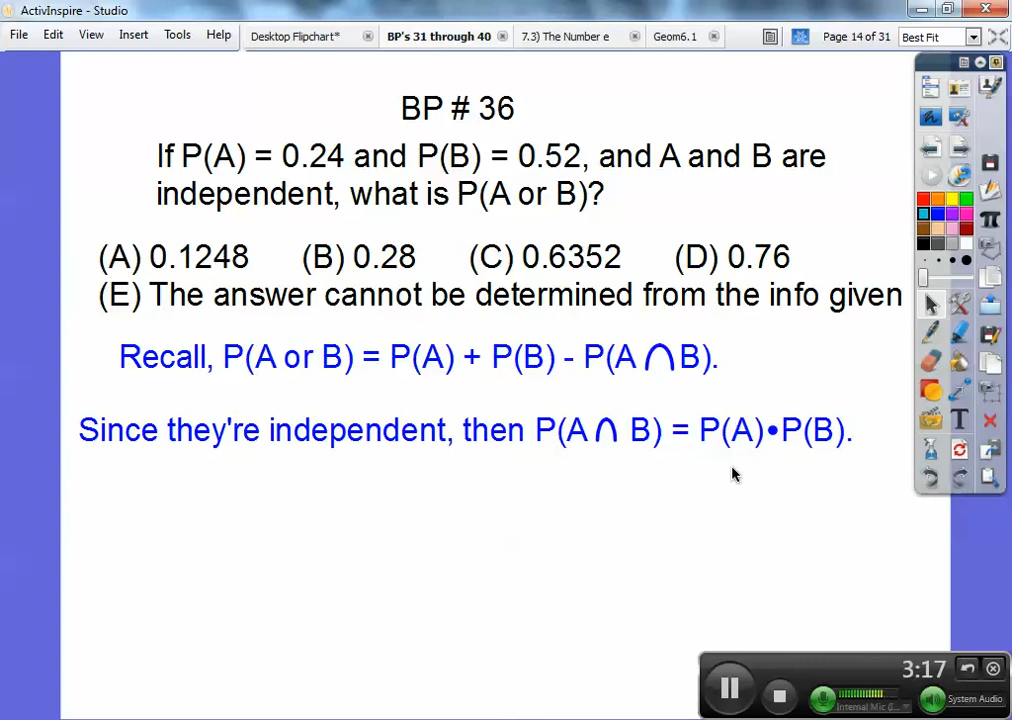 ActivInspire - Studio
File Edit View Insert Tools Help Desktop Flipchart* BP's 31 through 40 7.3) The Number e Geom6.1 Page 14 of 31 Best Fit
BP # 36
If P(A) = 0.24 and P(B) = 0.52, and A and B are
independent, what is P(A or B)?
(A) 0.1248 (B) 0.28 (C) 0.6352 (D) 0.76
(E) The answer cannot be determined from the info given
Recall, P(A or B) = P(A) + P(B) - P(A ∩ B).
Since they're independent, then P(A ∩ B) = P(A)•P(B).
3:17
Internal Mic (I... System Audio